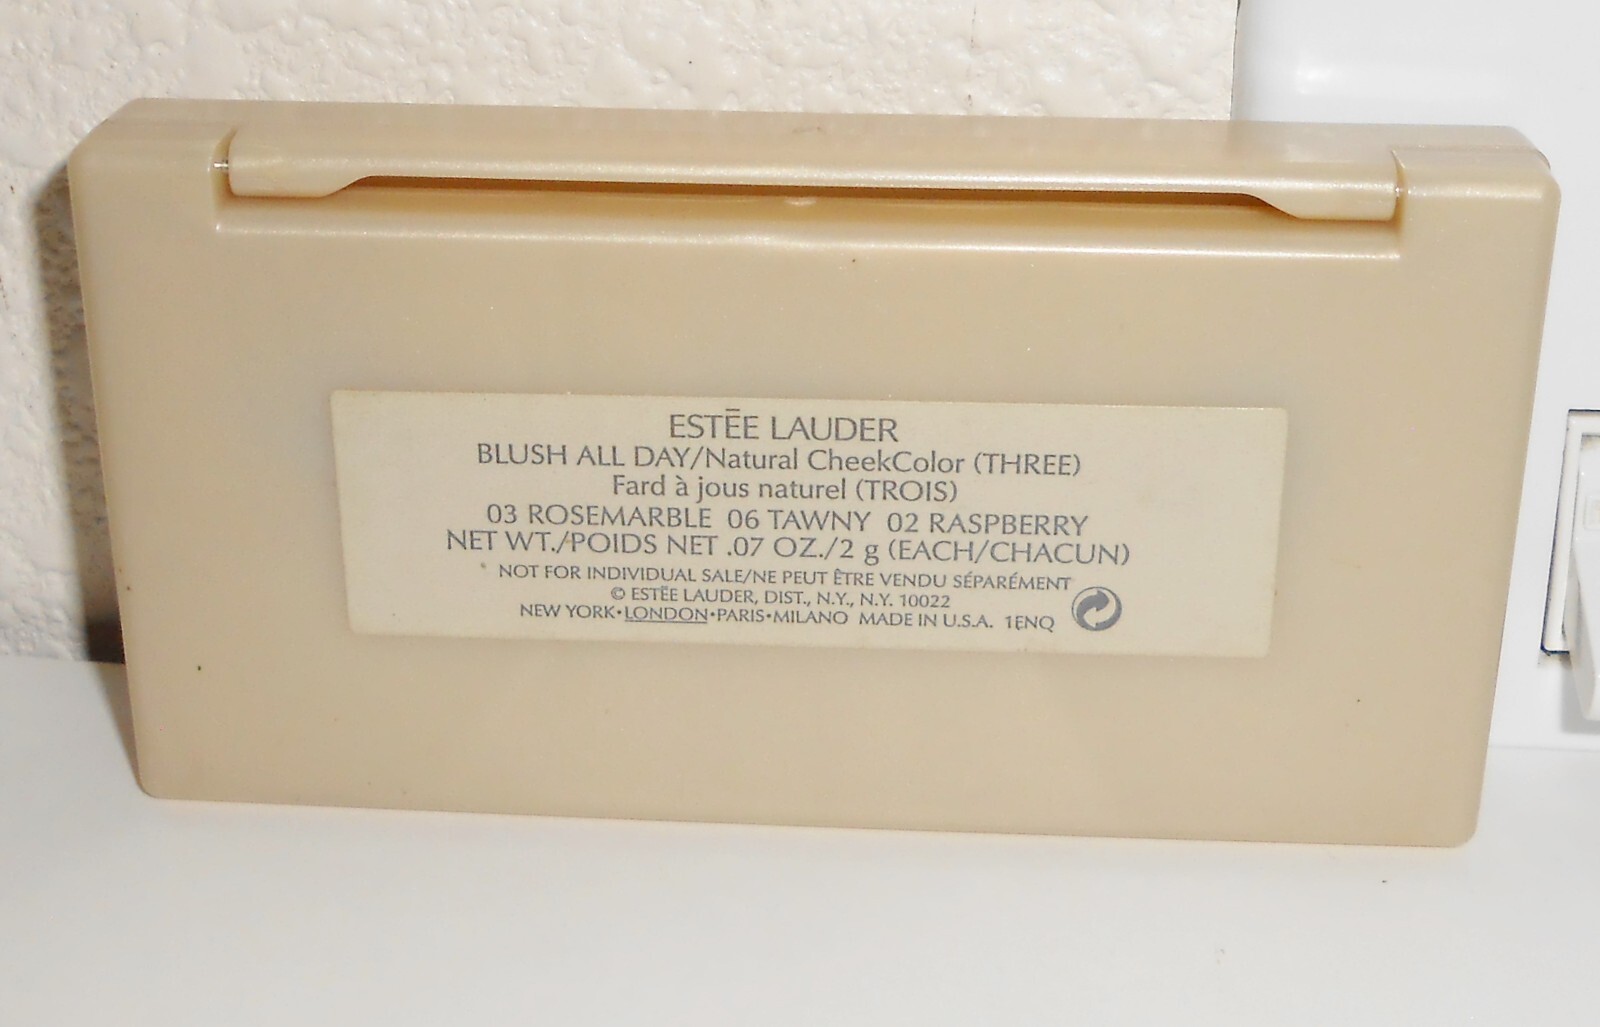 ESTĒE LAUDER
BLUSH ALL DAY/Natural CheekColor (THREE)
Fard à jous naturel (TROIS)
03 ROSEMARBLE 06 TAWNY 02 RASPBERRY
NET WT./POIDS NET .07 OZ./2 g (EACH/CHACUN)
NOT FOR INDIVIDUAL SALE/NE PEUT ÊTRE VENDU SÉPARÉMENT
© ESTĒE LAUDER, DIST., N.Y., N.Y. 10022
NEW YORK•LONDON•PARIS•MILANO MADE IN U.S.A. 1ENQ